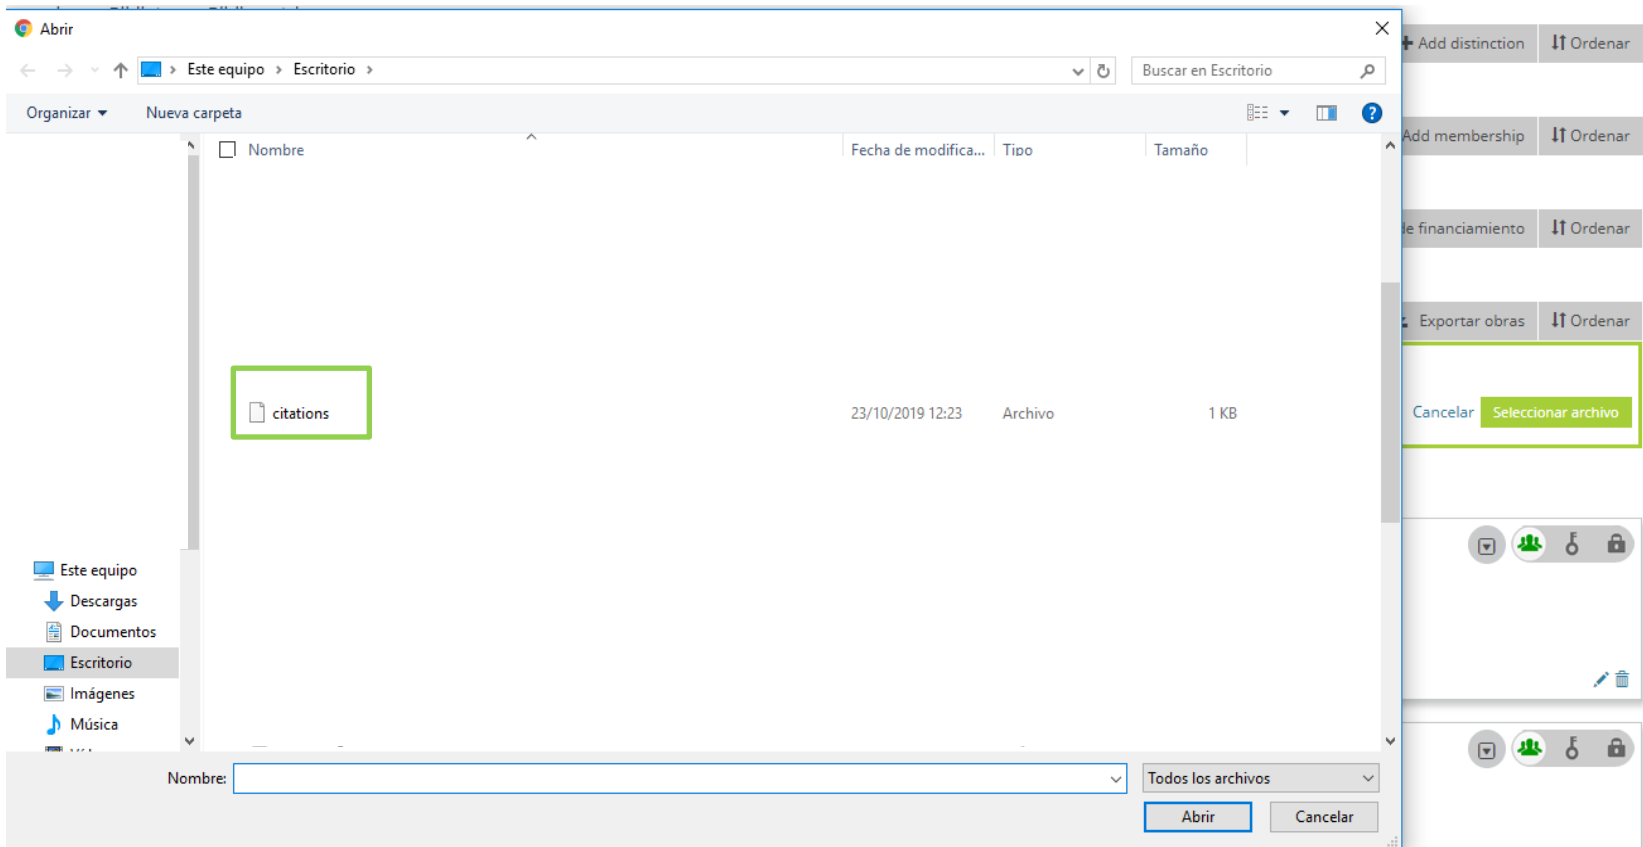 Abrir
+ Add distinction
Ordenar
Este equipo > Escritorio >
Buscar en Escritorio
Organizar
Nueva carpeta
Add membership
Ordenar
Nombre
Fecha de modifica...
Tipo
Tamaño
de financiamiento
Ordenar
Exportar obras
Ordenar
citations
23/10/2019 12:23
Archivo
1 KB
Cancelar
Seleccionar archivo
Este equipo
Descargas
Documentos
Escritorio
Imágenes
Música
Nombre:
Todos los archivos
Abrir
Cancelar